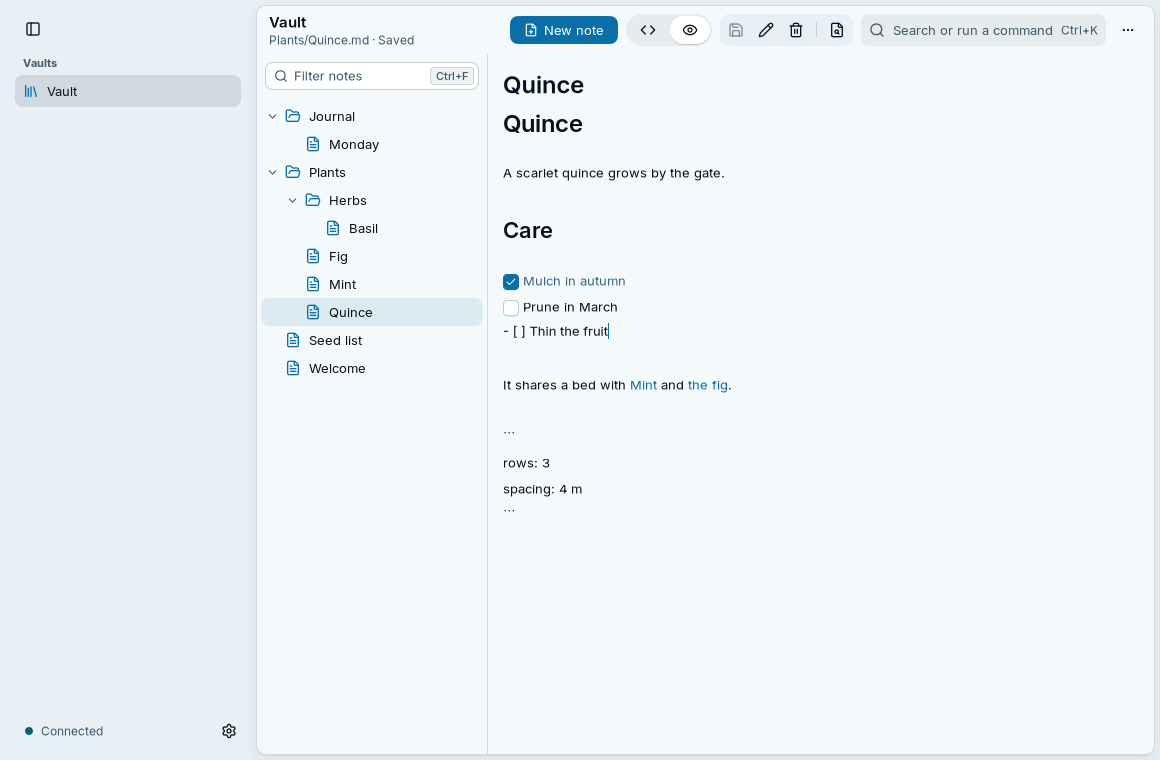 Vaults
Vault
Connected
Vault
Plants/Quince.md · Saved
New note
Search or run a command Ctrl+K
Filter notes Ctrl+F
Journal
Monday
Plants
Herbs
Basil
Fig
Mint
Quince
Seed list
Welcome
Quince
Quince
A scarlet quince grows by the gate.
Care
Mulch in autumn
Prune in March
- [ ] Thin the fruit
It shares a bed with Mint and the fig.
```
rows: 3
spacing: 4 m
```